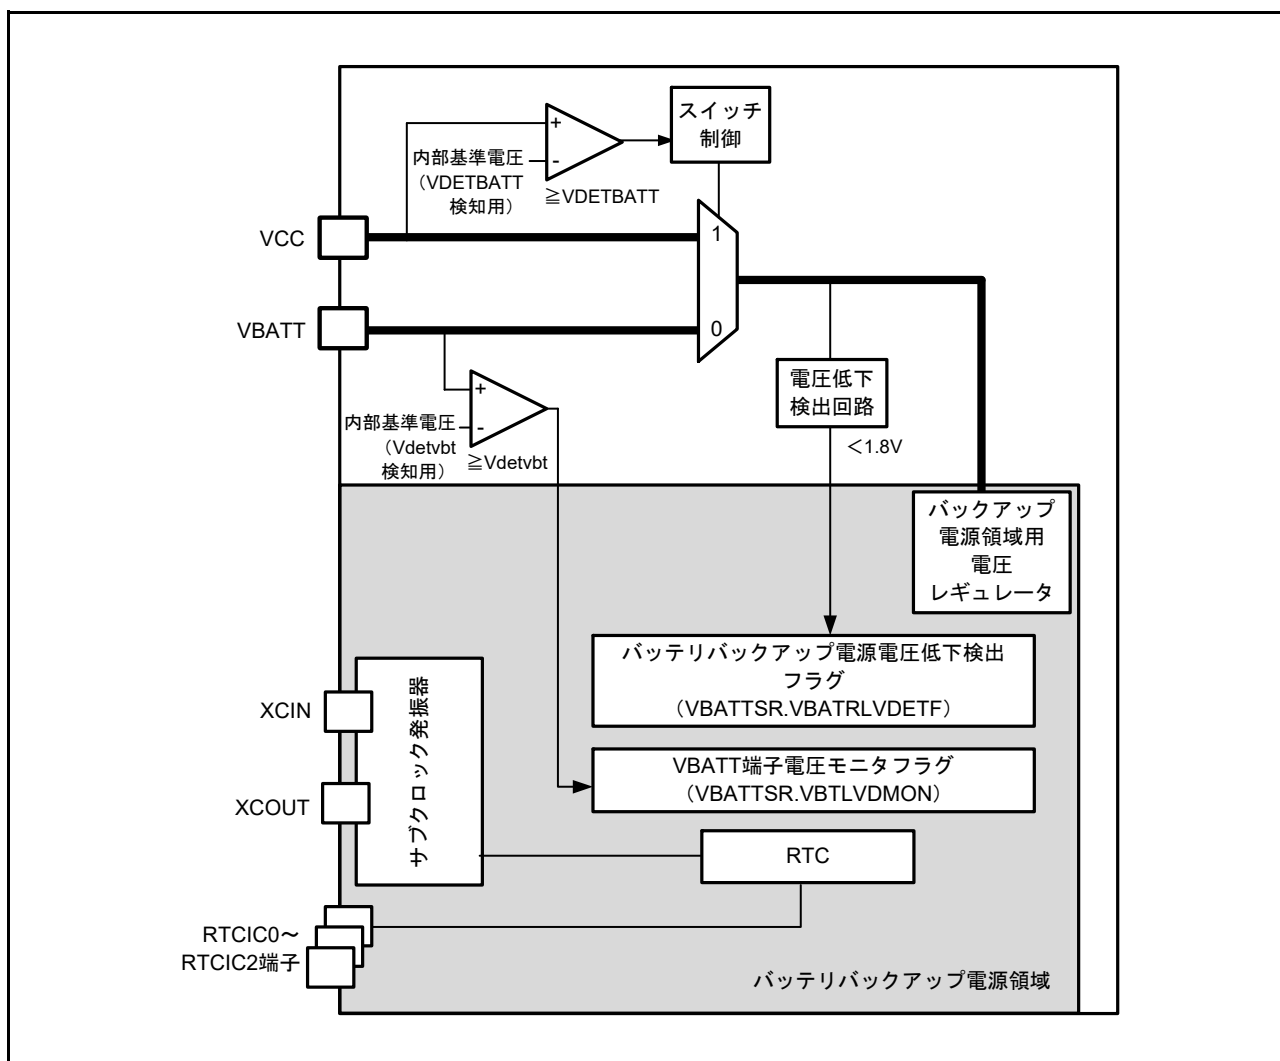 スイッチ
制御
+
-
内部基準電圧
（VDETBATT
検知用）
≧VDETBATT
VCC
1
VBATT
0
+
-
内部基準電圧
（Vdetvbt
検知用）
≧Vdetvbt
電圧低下
検出回路
＜1.8V
バックアップ
電源領域用
電圧
レギュレータ
バッテリバックアップ電源電圧低下検出
フラグ
（VBATTSR.VBATRLVDETF）
XCIN
サブクロック発振器
VBATT端子電圧モニタフラグ
（VBATTSR.VBTLVDMON）
XCOUT
RTC
RTCIC0～
RTCIC2端子
バッテリバックアップ電源領域